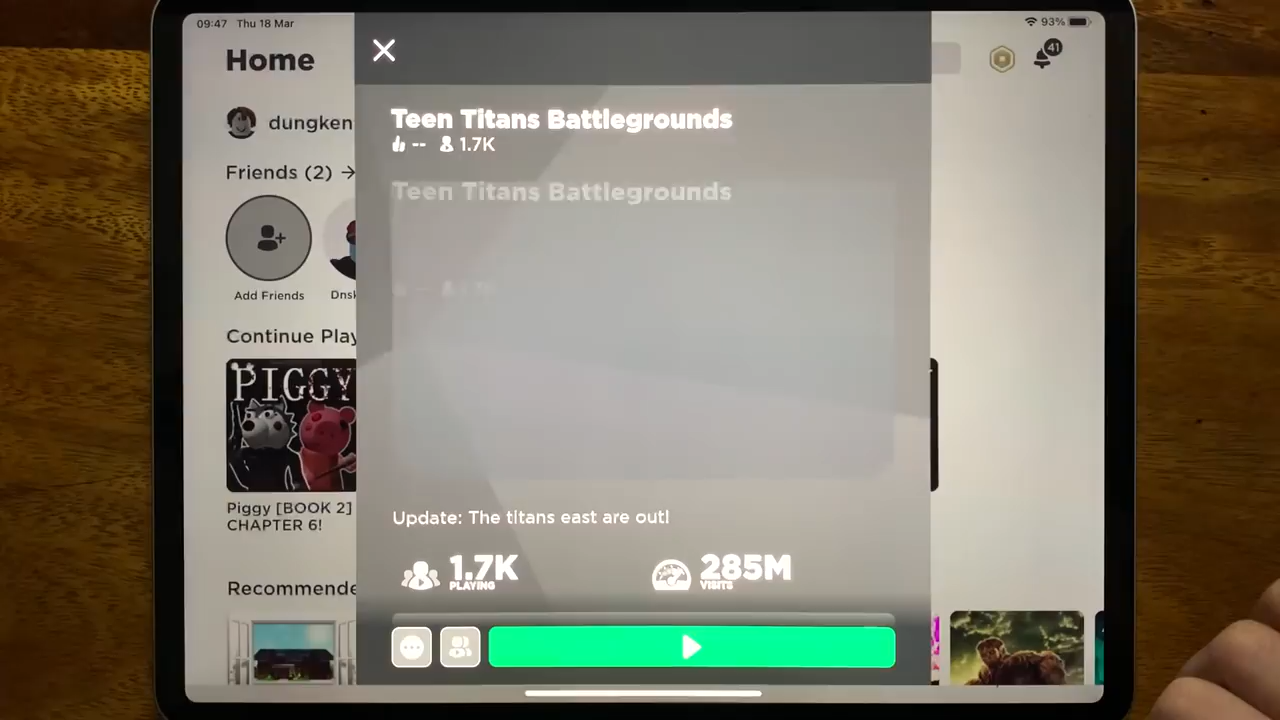 09:47 Thu 18 Mar
93%
Home
41
dungken
Friends (2) →
Add Friends
Dnsk
Continue Play
PIGGY
Piggy [BOOK 2]
CHAPTER 6!
Recommende
Teen Titans Battlegrounds
-- 1.7K
Teen Titans Battlegrounds
-- 1.7K
Update: The titans east are out!
1.7K
PLAYING
285M
VISITS